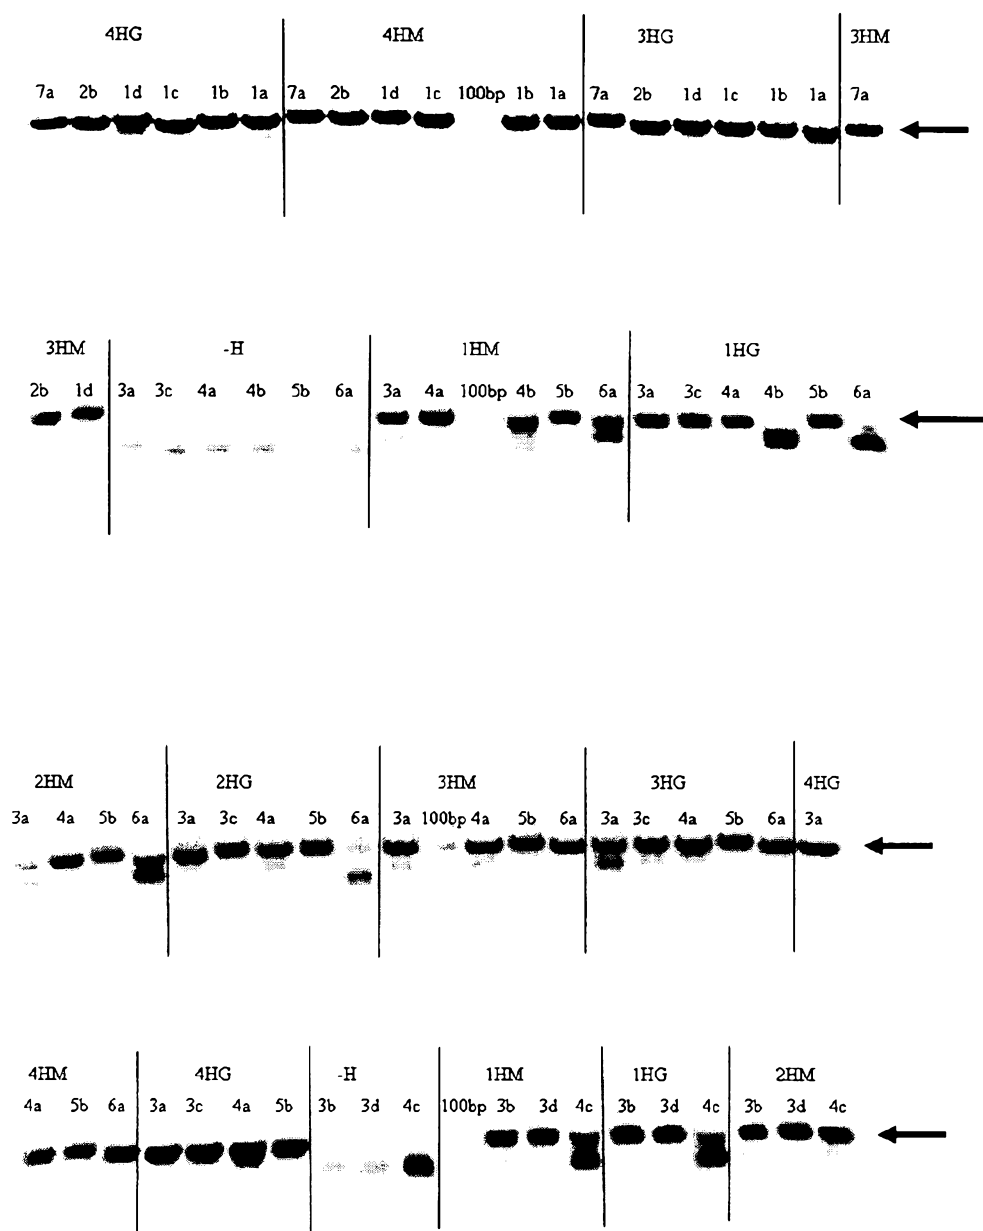 4HG 4HM 3HG 3HM
7a 2b 1d 1c 1b 1a 7a 2b 1d 1c 100bp 1b 1a 7a 2b 1d 1c 1b 1a 7a
3HM -H 1HM 1HG
2b 1d 3a 3c 4a 4b 5b 6a 3a 4a 100bp 4b 5b 6a 3a 3c 4a 4b 5b 6a
2HM 2HG 3HM 3HG 4HG
3a 4a 5b 6a 3a 3c 4a 5b 6a 3a 100bp 4a 5b 6a 3a 3c 4a 5b 6a 3a
4HM 4HG -H 1HM 1HG 2HM
4a 5b 6a 3a 3c 4a 5b 3b 3d 4c 100bp 3b 3d 4c 3b 3d 4c 3b 3d 4c